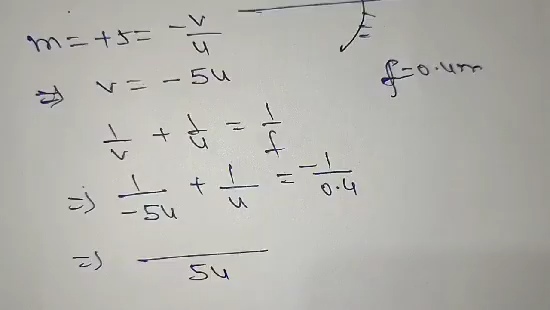 m = +5 = -v/u
⇒ v = -5u
f = 0.4m
1/v + 1/u = 1/f
⇒ 1/-5u + 1/u = -1/0.4
⇒ /5u